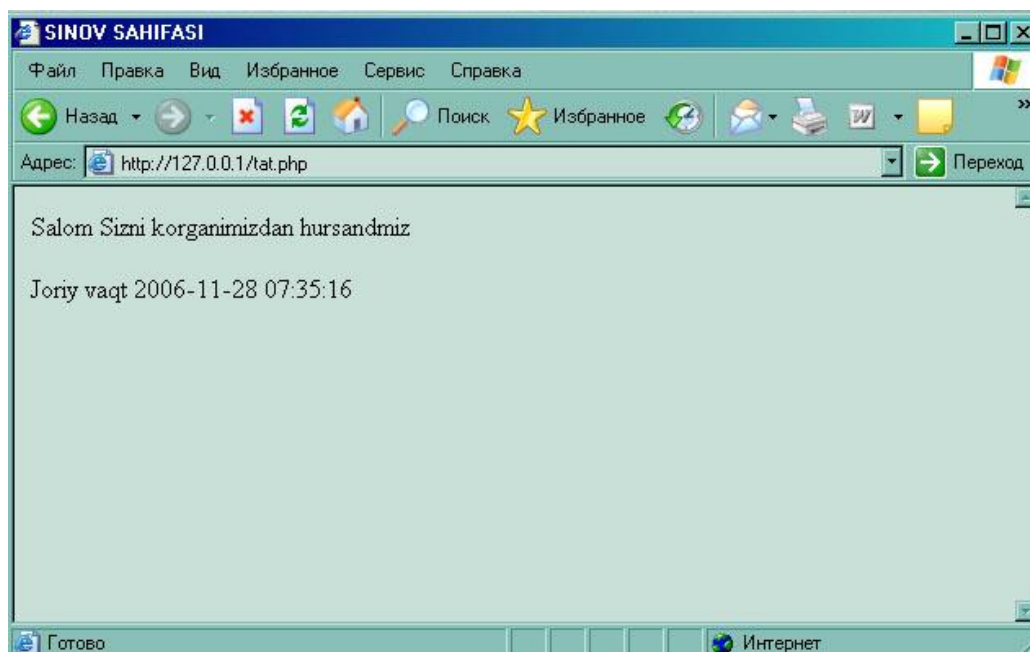 SINOV SAHIFASI
Файл Правка Вид Избранное Сервис Справка
Назад Поиск Избранное »
Адрес: http://127.0.0.1/tat.php Переход
Salom Sizni korganimizdan hursandmiz
Joriy vaqt 2006-11-28 07:35:16
Готово Интернет